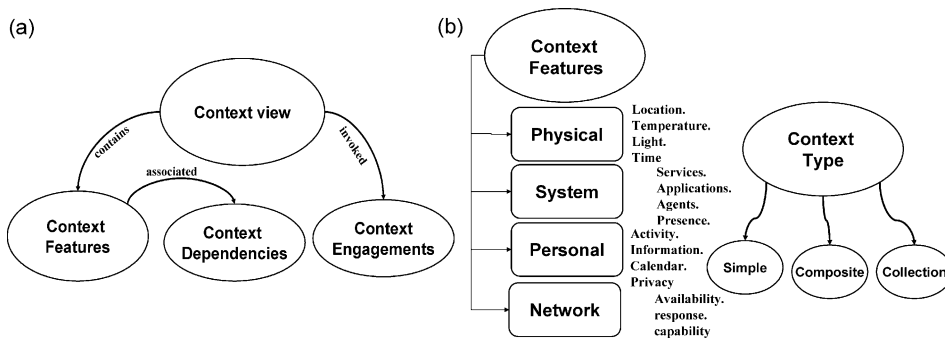 (a)
Context view
contains
invoked
associated
Context
Features
Context
Dependencies
Context
Engagements
(b)
Context
Features
Physical
Location.
Temperature.
Light.
Time
System
Services.
Applications.
Agents.
Presence.
Personal
Activity.
Information.
Calendar.
Privacy
Network
Availability.
response.
capability
Context
Type
Simple
Composite
Collection